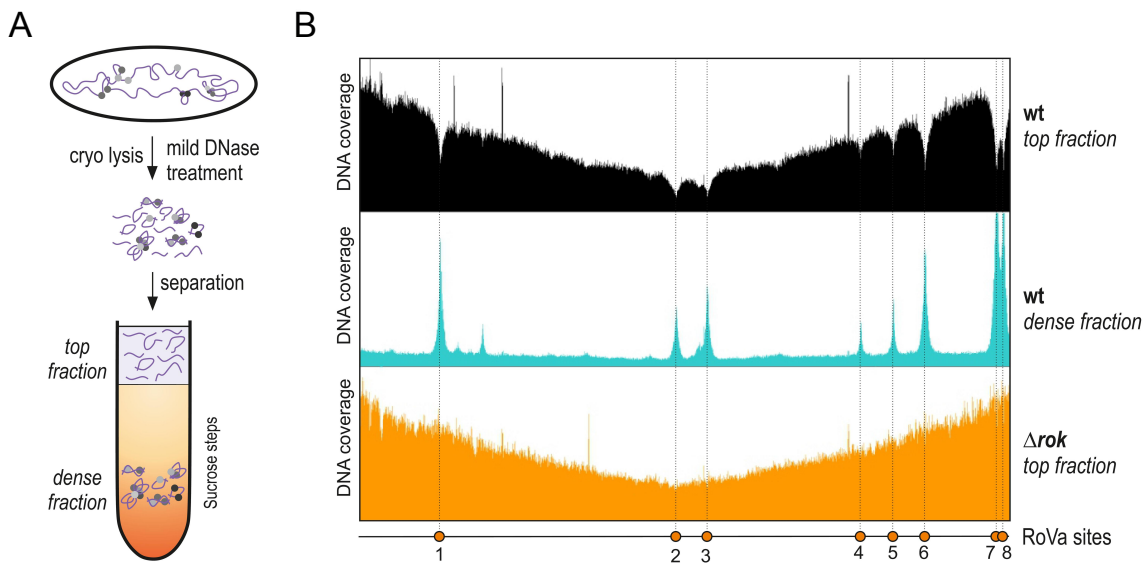 A
cryo lysis
mild DNase
treatment
separation
top
fraction
dense
fraction
Sucrose steps
B
DNA coverage
wt
top fraction
DNA coverage
wt
dense fraction
DNA coverage
Δrok
top fraction
1 2 3 4 5 6 7 8
RoVa sites